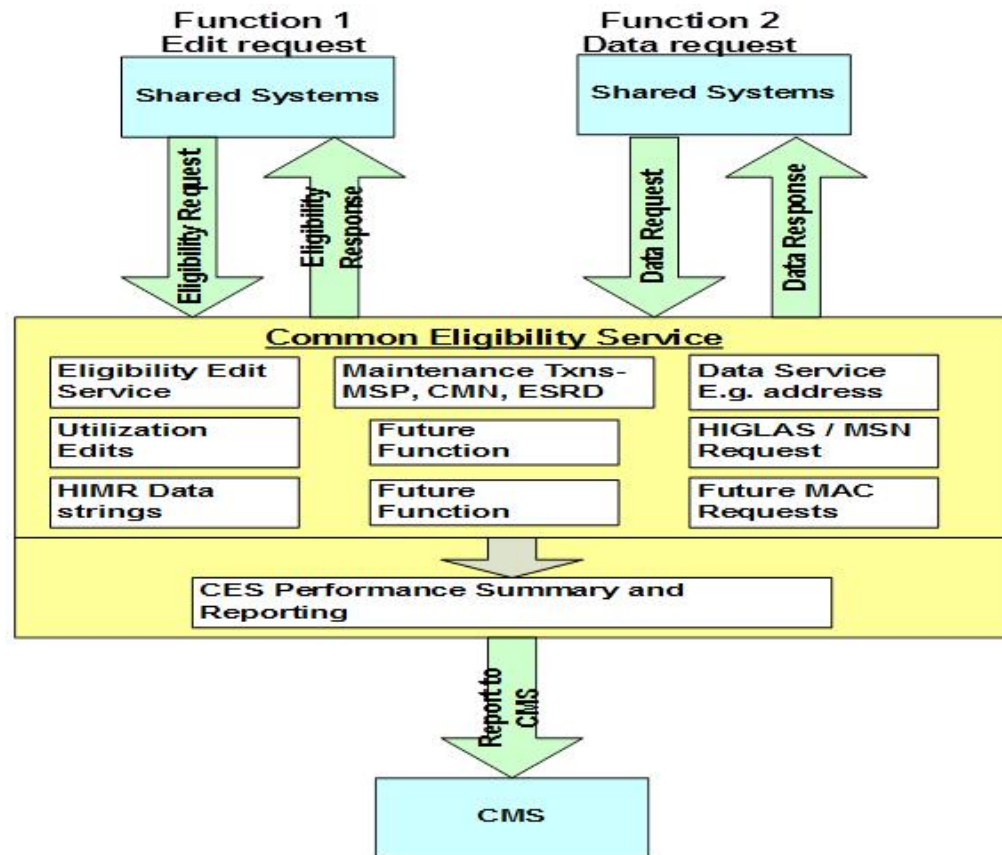 Function 1
Edit request
Function 2
Data request
Shared Systems
Shared Systems
Eligibility Request
Eligibility
Response
Data Request
Data Response
Common Eligibility Service
Eligibility Edit
Service
Maintenance Txns-
MSP, CMN, ESRD
Data Service
E.g. address
Utilization
Edits
Future
Function
HIGLAS / MSN
Request
HIMR Data
strings
Future
Function
Future MAC
Requests
CES Performance Summary and
Reporting
Report to
CMS
CMS